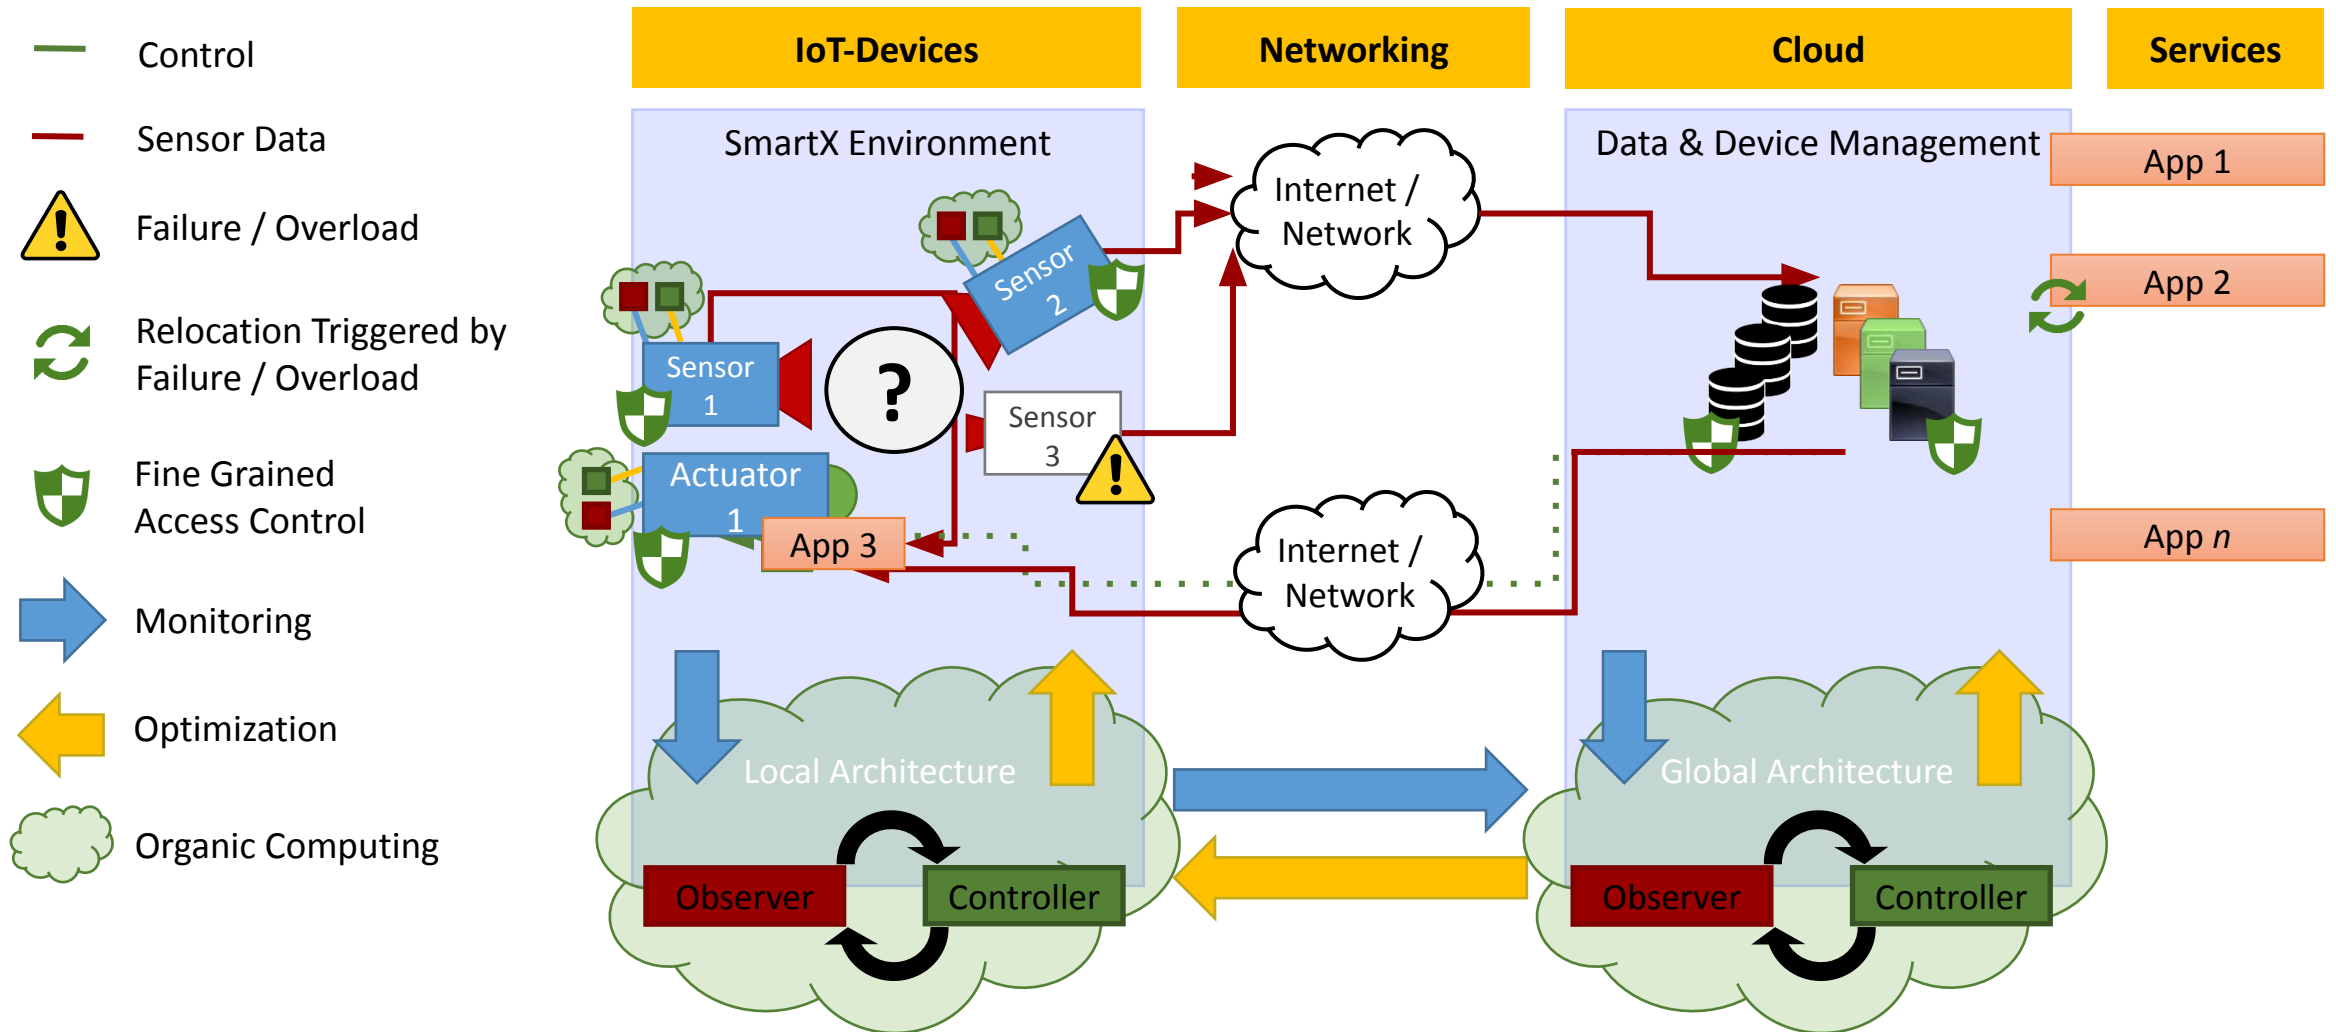 Control
Sensor Data
Failure / Overload
Relocation Triggered by
Failure / Overload
Fine Grained
Access Control
Monitoring
Optimization
Organic Computing
IoT-Devices
Networking
Cloud
Services
SmartX Environment
Sensor
2
Sensor
1
?
Sensor
3
Actuator
1
App 3
Internet /
Network
Internet /
Network
Data & Device Management
App 1
App 2
App n
Local Architecture
Observer
Controller
Global Architecture
Observer
Controller